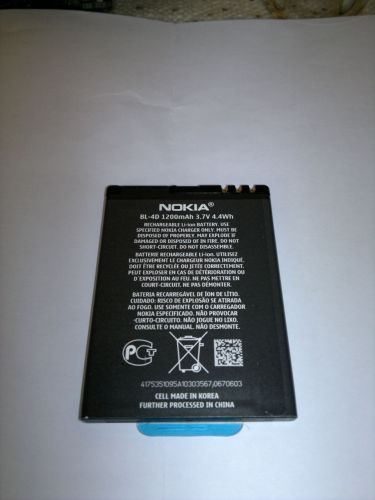 NOKIA
BL-4D 1200mAh 3.7V 4.4Wh
RECHARGEABLE Li-ion BATTERY. USE
SPECIFIED NOKIA CHARGER ONLY. MUST BE
DISPOSED OF PROPERLY. MAY EXPLODE IF
DAMAGED OR DISPOSED OF IN FIRE. DO
NOT SHORT-CIRCUIT. DO NOT DISASSEMBLE.
BATTERIE RECHARGEABLE Li-ion. UTILISER
EXCLUSIVEMENT LE CHARGEUR NOKIA INDIQUE.
DOIT ÊTRE RECYCLÉE OU JETÉE CORRECTEMENT.
PEUT EXPLOSER EN CAS DE DÉTÉRIORATION OU
D'EXPOSITION AU FEU. NE PAS METTRE EN
COURT-CIRCUIT. NE PAS DÉMONTER.
BATERIA RECARREGÁVEL DE ÍON DE LÍTIO.
CUIDADO: RISCO DE EXPLOSÃO SE ATIRADA
AO FOGO. USE APENAS COM O CARREGADOR
NOKIA ESPECIFICADO. NÃO PROVOCAR
CURTO-CIRCUITO. NÃO JOGUE NO LIXO.
CONSULTE O MANUAL. NÃO DESMONTE.
4175351095A10303567,0670603
CELL MADE IN KOREA
FURTHER PROCESSED IN CHINA